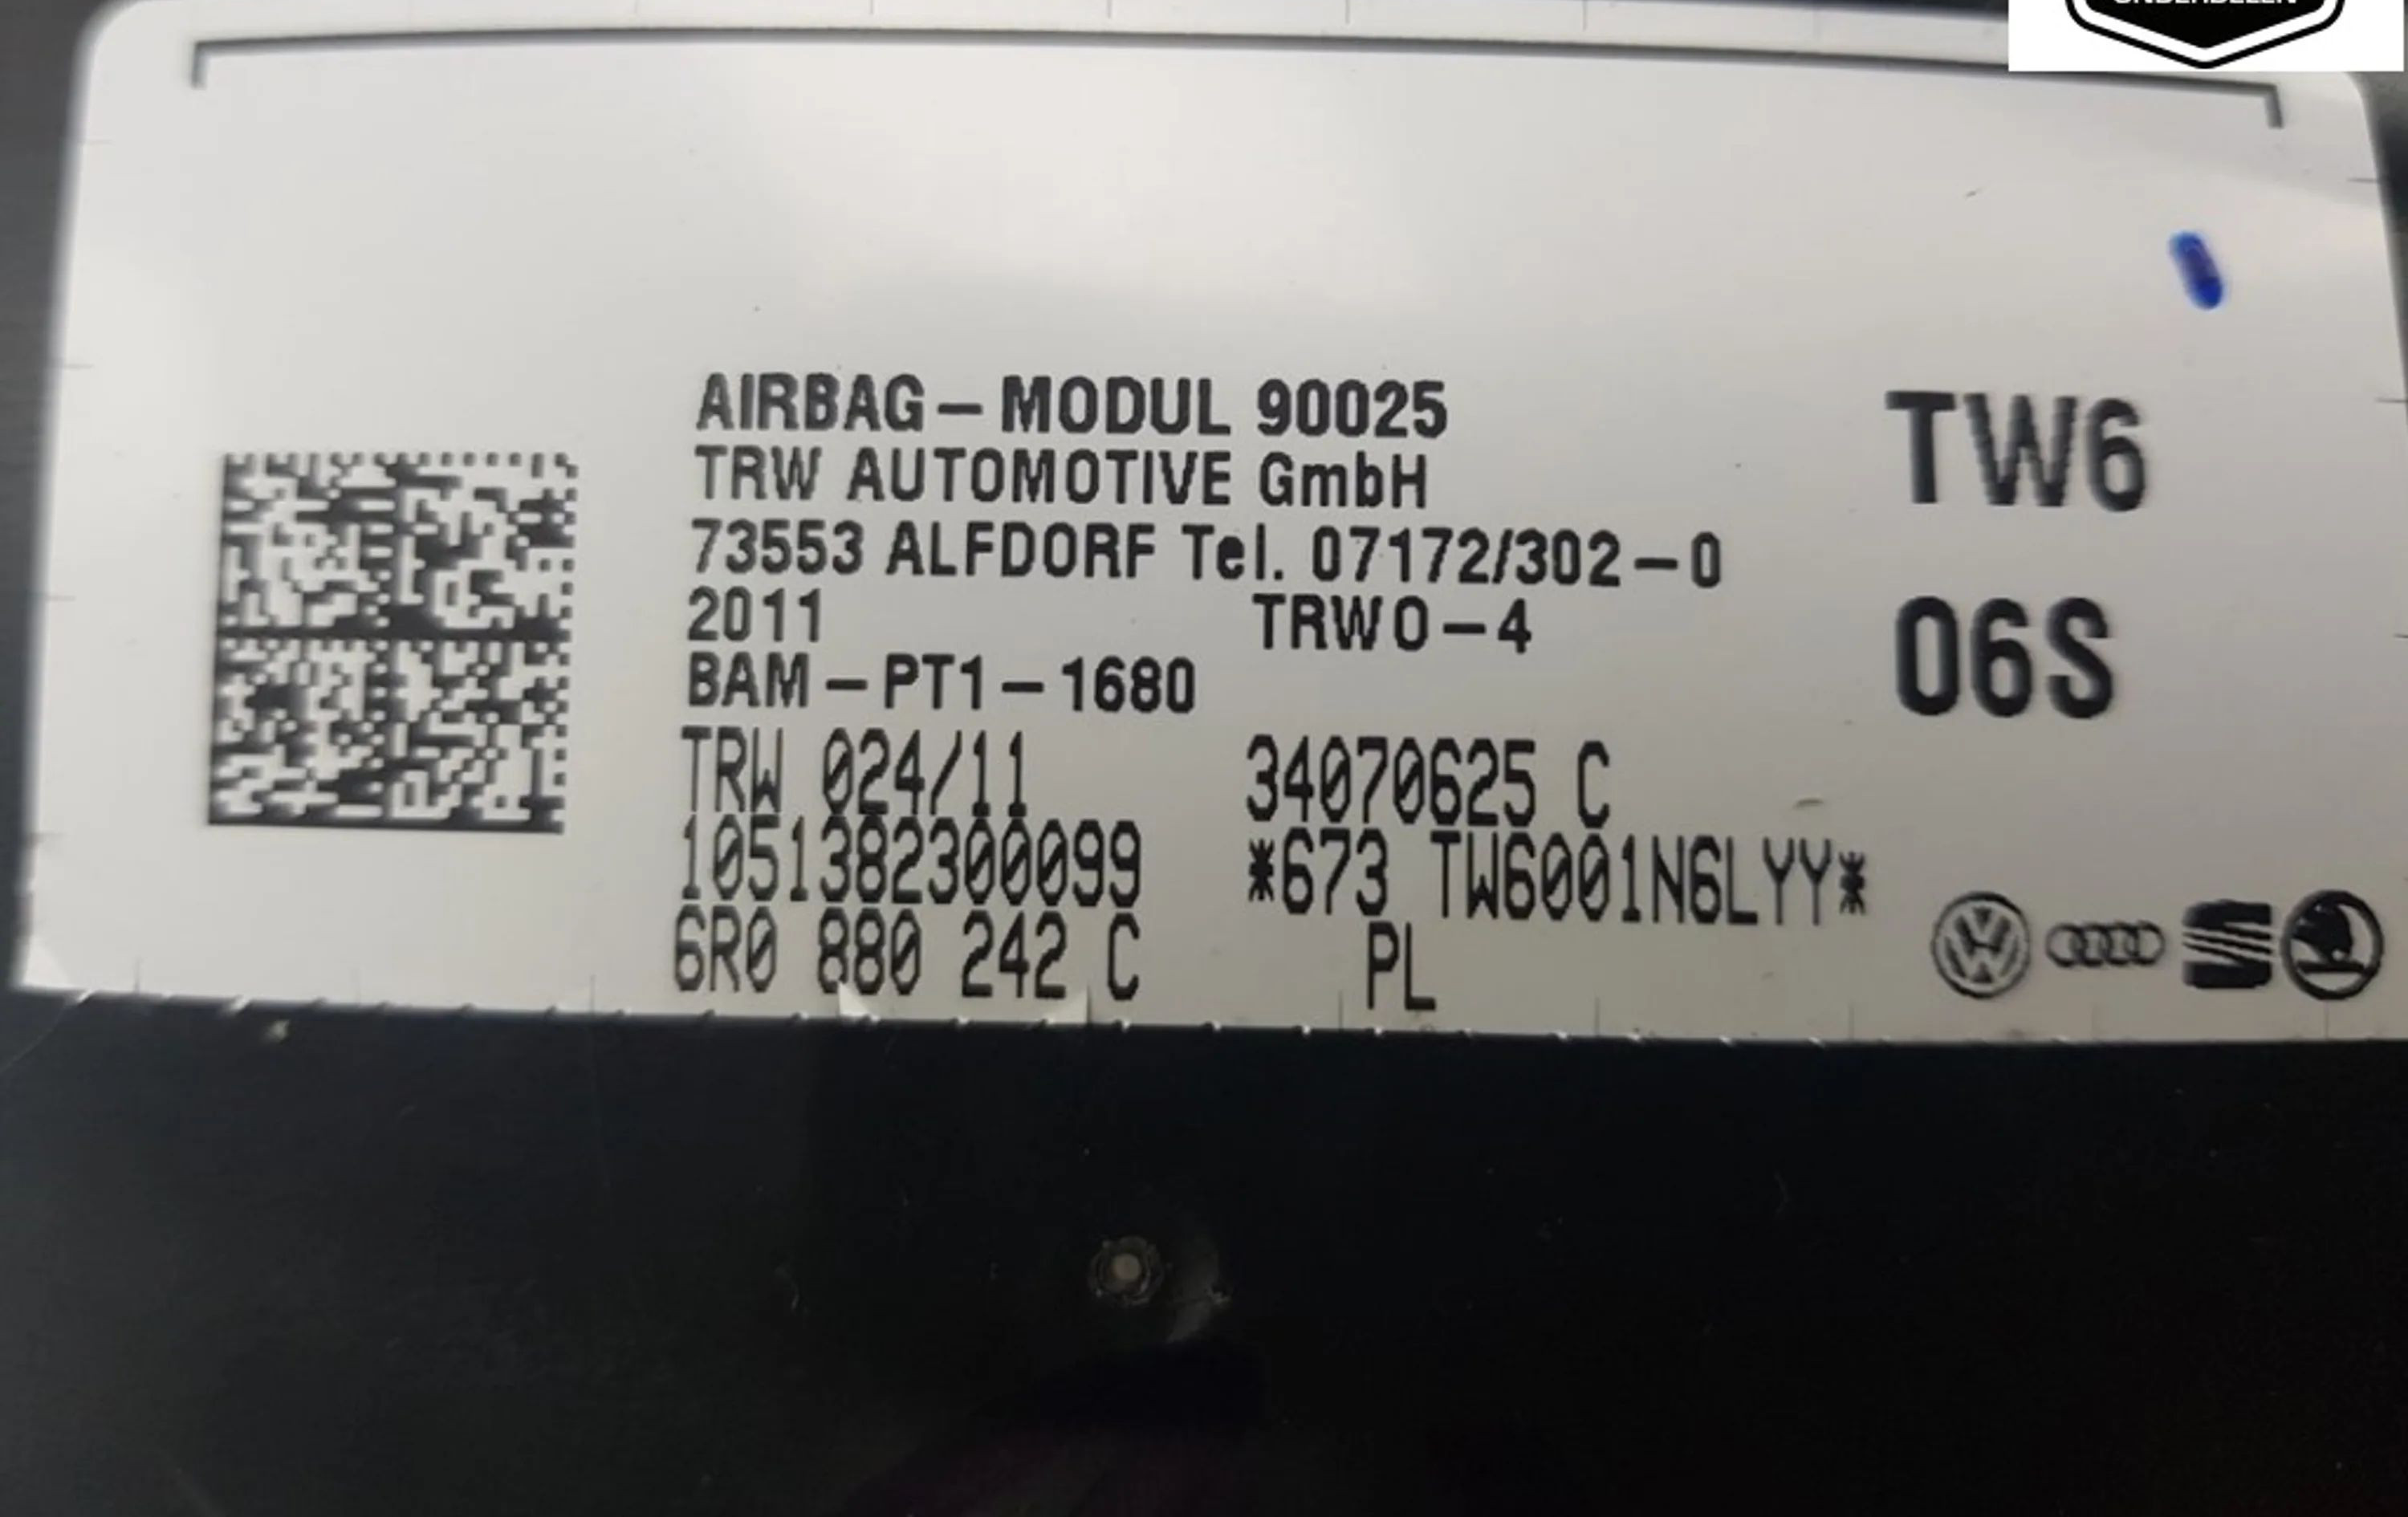 AIRBAG – MODUL 90025
TRW AUTOMOTIVE GmbH
73553 ALFDORF Tel. 07172/302 – 0
2011 TRWO – 4
BAM – PT1 – 1680
TRW 024/11 34070625 C
1051382300099 *673 TW6001N6LYY*
6R0 880 242 C PL
TW6
06S